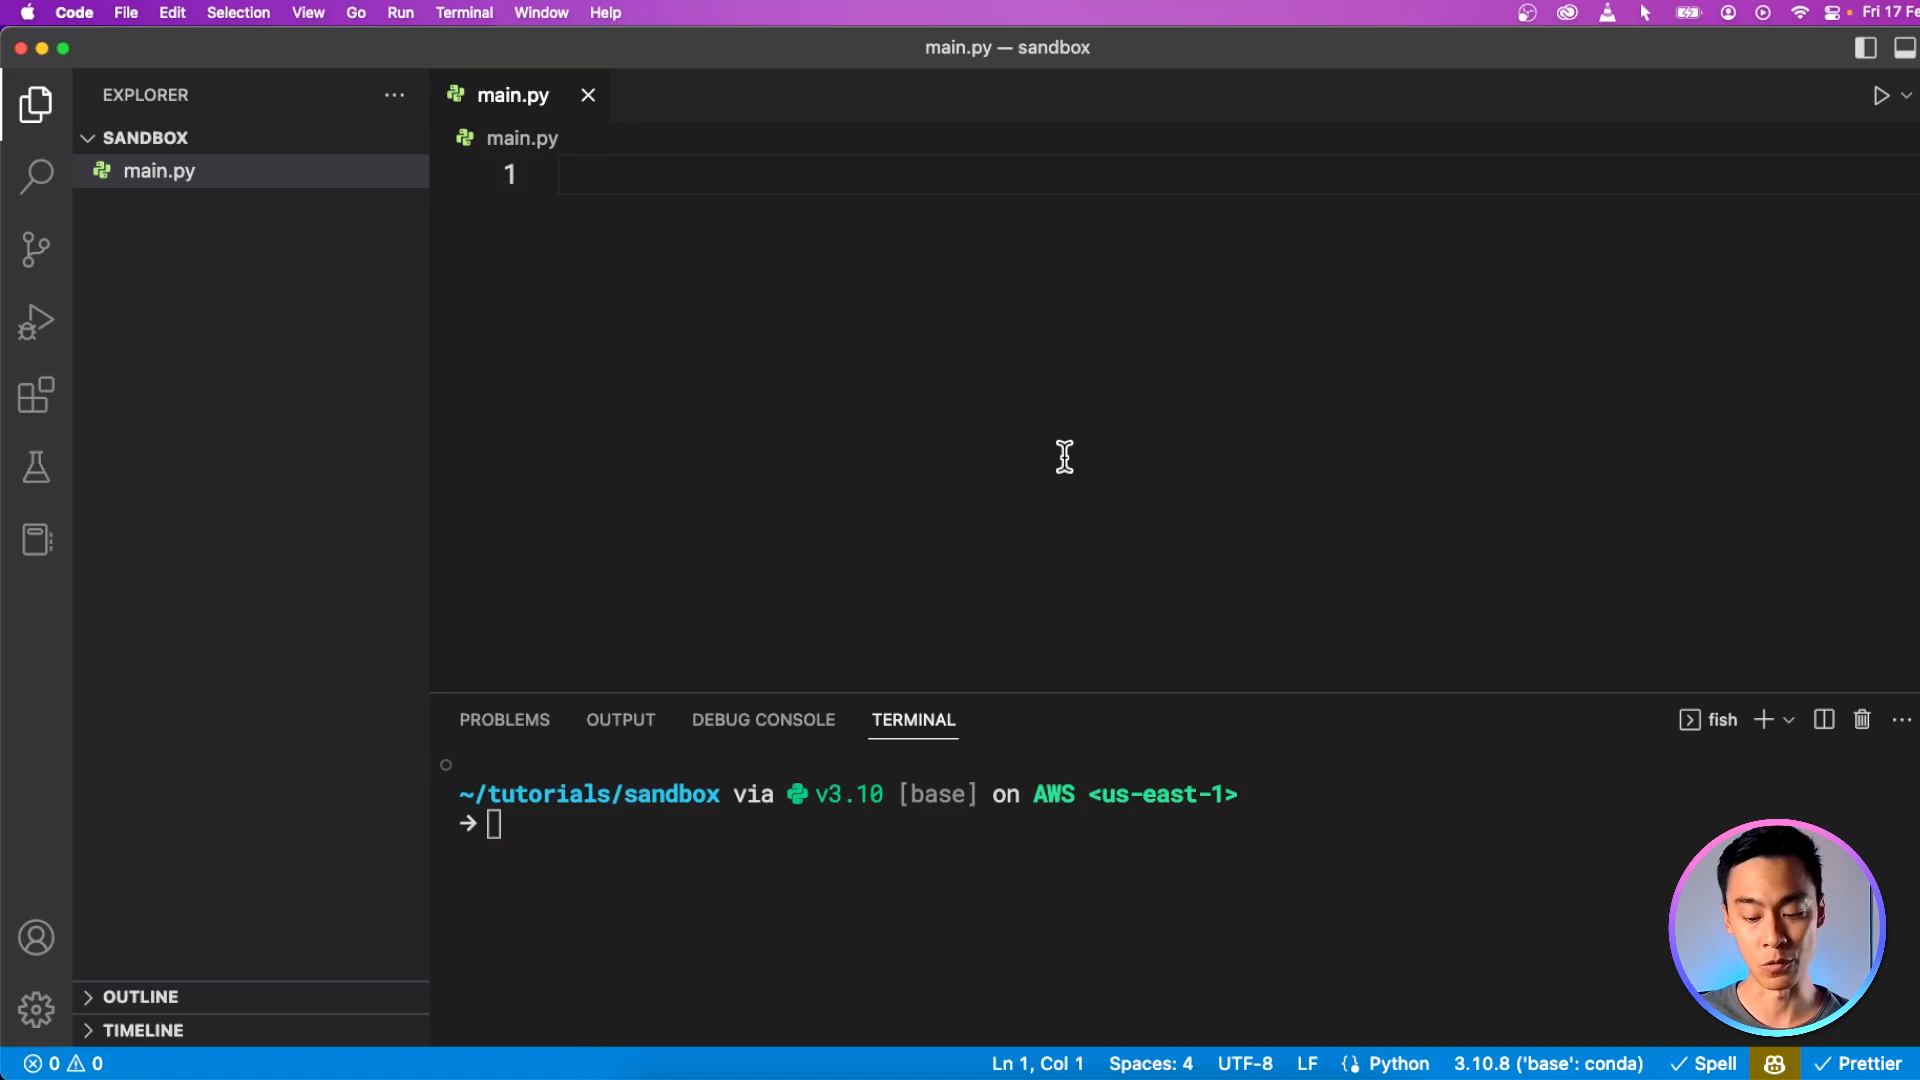 Code File Edit Selection View Go Run Terminal Window Help Fri 17 Fe
main.py — sandbox
EXPLORER
main.py
SANDBOX
main.py
main.py
1
PROBLEMS OUTPUT DEBUG CONSOLE TERMINAL fish
~/tutorials/sandbox via v3.10 [base] on AWS <us-east-1>
→
OUTLINE
TIMELINE
0 0 Ln 1, Col 1 Spaces: 4 UTF-8 LF Python 3.10.8 ('base': conda) Spell Prettier